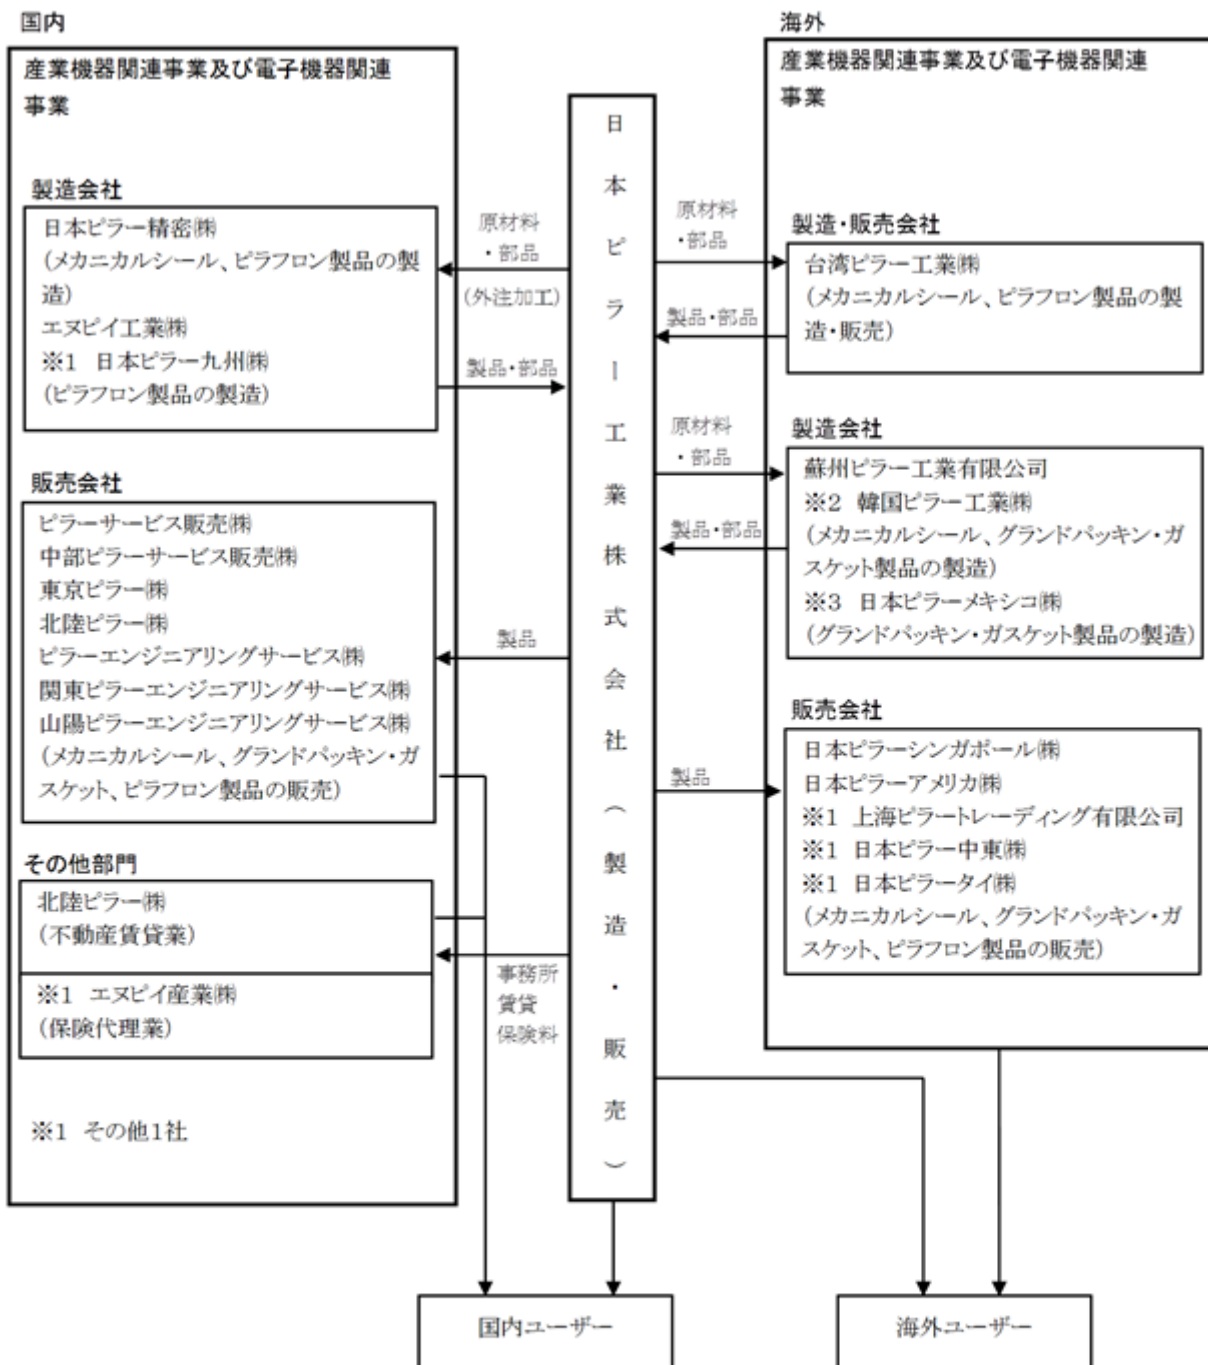 国内
産業機器関連事業及び電子機器関連
事業
製造会社
日本ピラー精密㈱
(メカニカルシール、ピラフロン製品の製
造)
エヌピイ工業㈱
※1 日本ピラー九州㈱
(ピラフロン製品の製造)
販売会社
ピラーサービス販売㈱
中部ピラーサービス販売㈱
東京ピラー㈱
北陸ピラー㈱
ピラーエンジニアリングサービス㈱
関東ピラーエンジニアリングサービス㈱
山陽ピラーエンジニアリングサービス㈱
(メカニカルシール、グランドパッキン・ガ
スケット、ピラフロン製品の販売)
その他部門
北陸ピラー㈱
(不動産賃貸業)
※1 エヌピイ産業㈱
(保険代理業)
※1 その他1社
原材料
・部品
(外注加工)
製品・部品
製品
事務所
賃貸
保険料
日本ピラー工業株式会社(製造・販売)
原材料
・部品
製品・部品
原材料
・部品
製品・部品
製品
海外
産業機器関連事業及び電子機器関連
事業
製造・販売会社
台湾ピラー工業㈱
(メカニカルシール、ピラフロン製品の製
造・販売)
製造会社
蘇州ピラー工業有限公司
※2 韓国ピラー工業㈱
(メカニカルシール、グランドパッキン・ガ
スケット製品の製造)
※3 日本ピラーメキシコ㈱
(グランドパッキン・ガスケット製品の製造)
販売会社
日本ピラーシンガポール㈱
日本ピラーアメリカ㈱
※1 上海ピラートレーディング有限公司
※1 日本ピラー中東㈱
※1 日本ピラータイ㈱
(メカニカルシール、グランドパッキン・ガ
スケット、ピラフロン製品の販売)
国内ユーザー
海外ユーザー